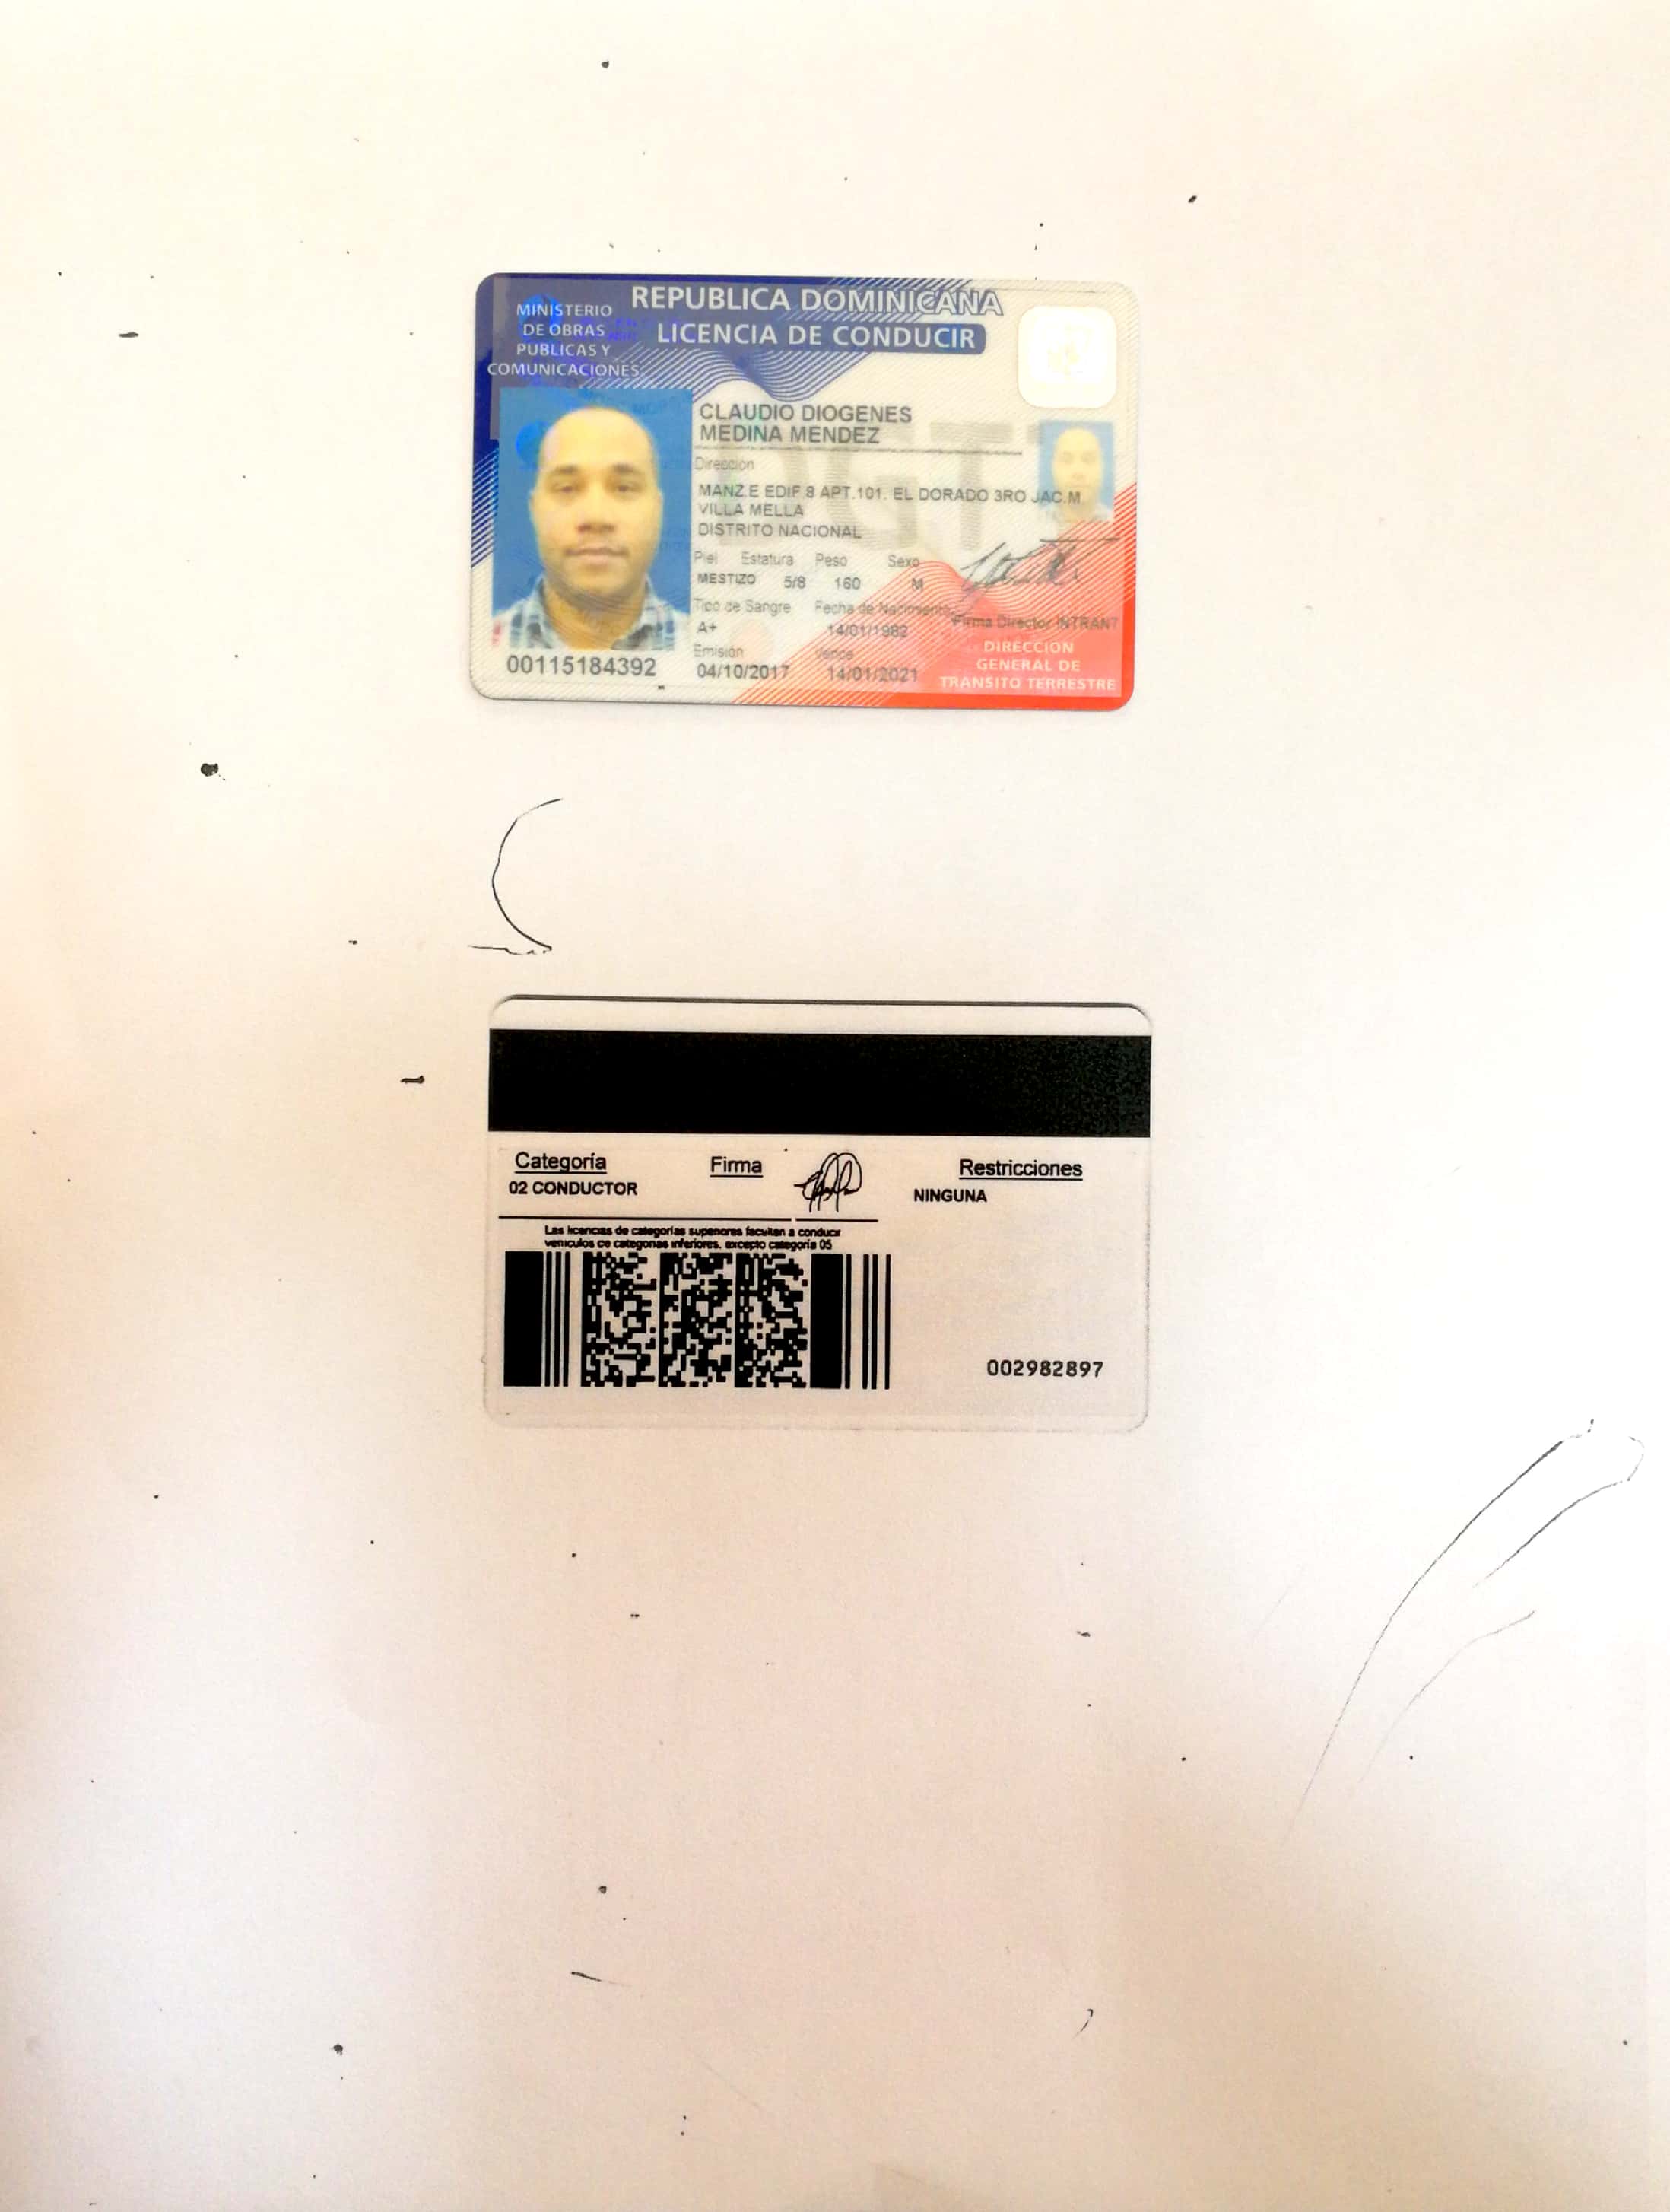 MINISTERIO
DE OBRAS
PUBLICAS Y
COMUNICACIONES
REPUBLICA DOMINICANA
LICENCIA DE CONDUCIR
CLAUDIO DIOGENES
MEDINA MENDEZ
Dirección
MANZ.E EDIF.8 APT.101. EL DORADO 3RO JAC.M
VILLA MELLA
DISTRITO NACIONAL
Piel Estatura Peso Sexo
MESTIZO 5/8 160 M
Tipo de Sangre Fecha de Nacimiento
A+ 14/01/1982
Firma Director INTRANT
Emisión Vence
04/10/2017 14/01/2021
00115184392
DIRECCION
GENERAL DE
TRANSITO TERRESTRE
Categoría Firma Restricciones
02 CONDUCTOR NINGUNA
Las licencias de categorías superiores facultan a conducir
vehículos de categorías inferiores, excepto categoría 05
002982897